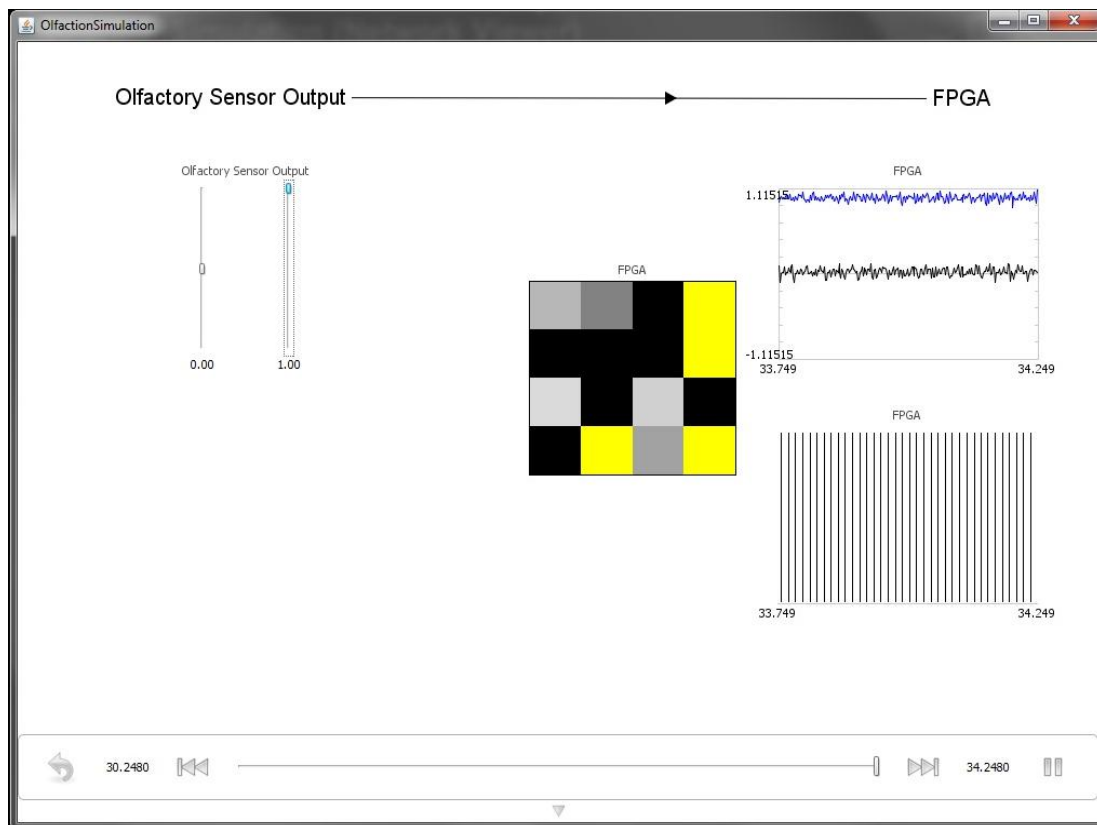 OlfactionSimulation
Olfactory Sensor Output
FPGA
Olfactory Sensor Output
0.00
1.00
FPGA
FPGA
1.11515
-1.11515
33.749
34.249
FPGA
33.749
34.249
30.2480
34.2480